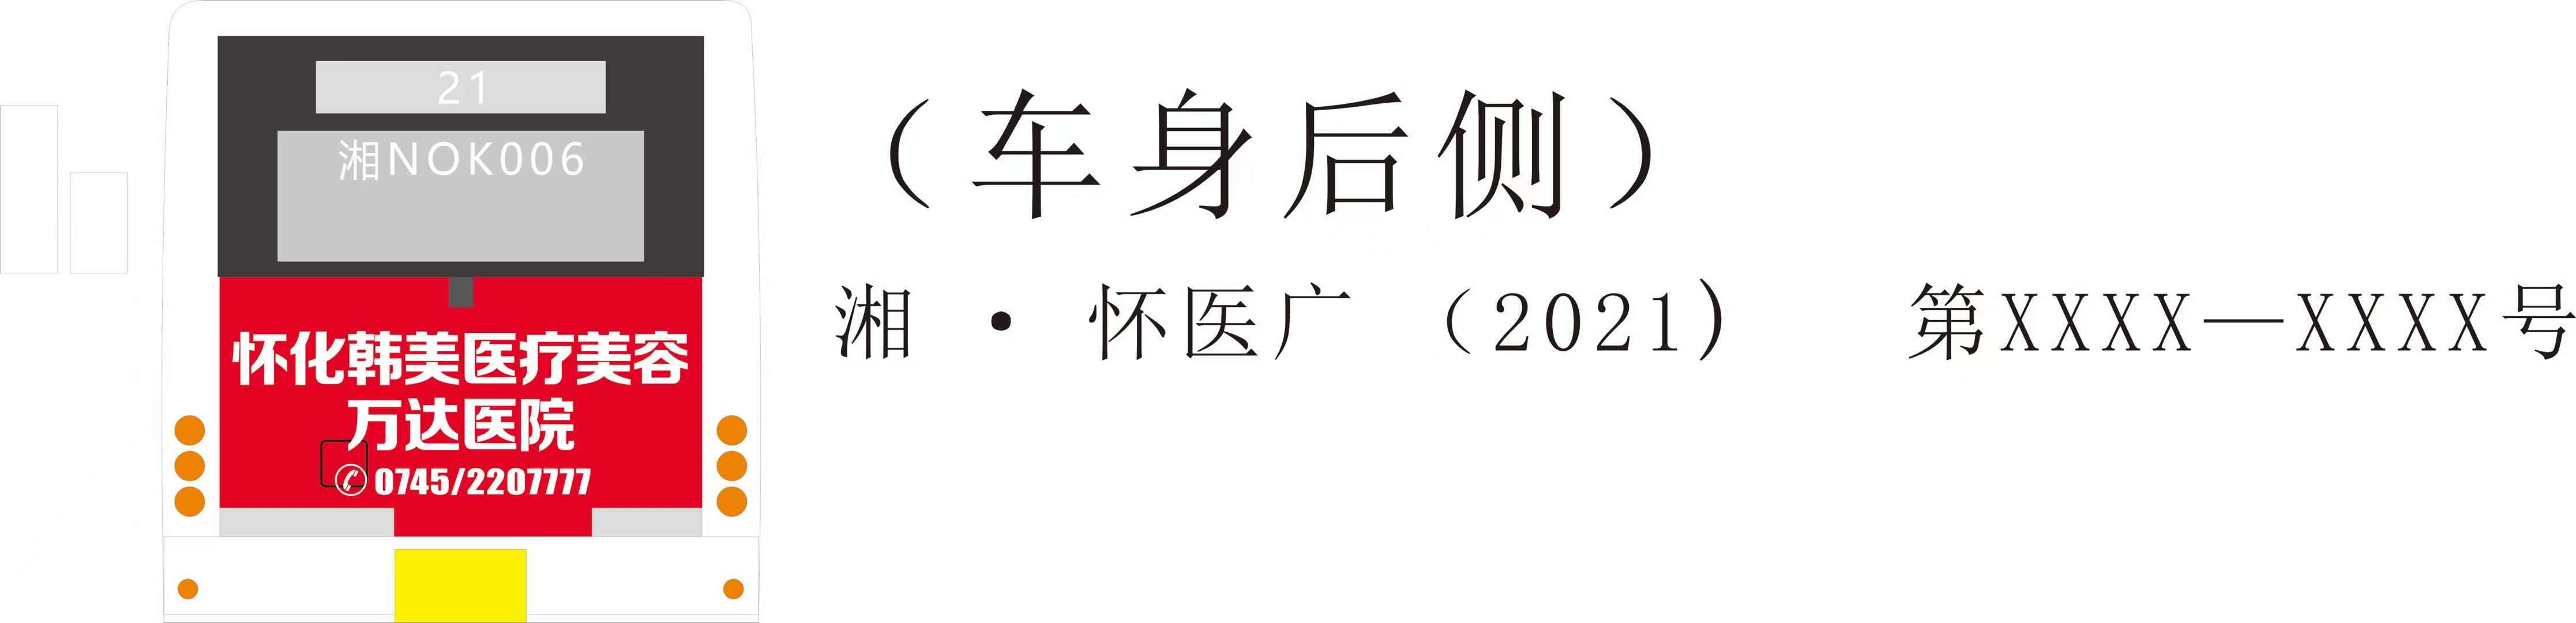 21
湘NOK006
怀化韩美医疗美容
万达医院
0745/2207777
（车身后侧）
湘 · 怀医广 （2021） 第XXXX—XXXX号